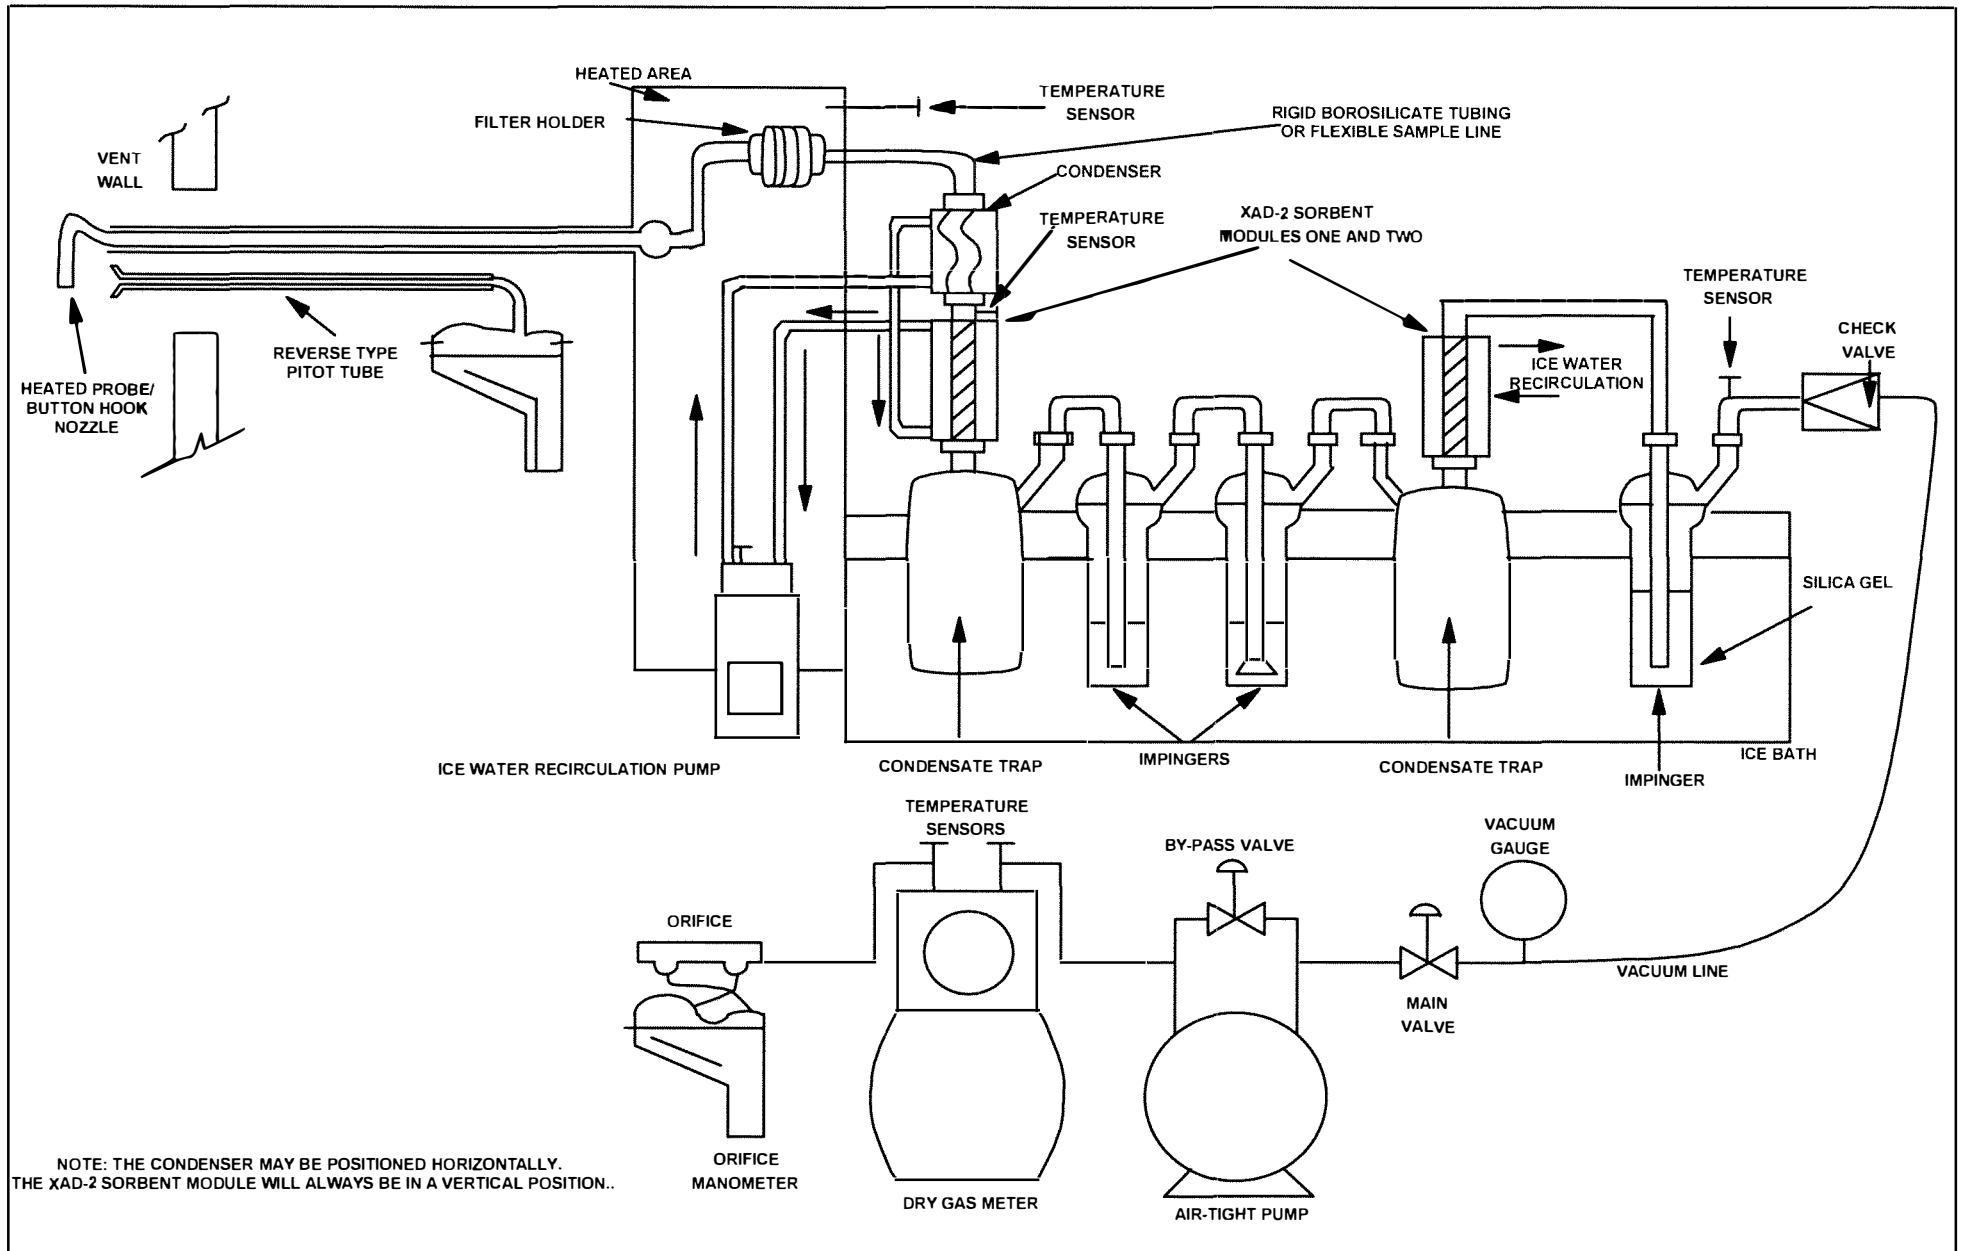 HEATED AREA
TEMPERATURE
SENSOR
RIGID BOROSILICATE TUBING
OR FLEXIBLE SAMPLE LINE
FILTER HOLDER
VENT
WALL
CONDENSER
TEMPERATURE
SENSOR
XAD-2 SORBENT
MODULES ONE AND TWO
TEMPERATURE
SENSOR
CHECK
VALVE
REVERSE TYPE
PITOT TUBE
HEATED PROBE/
BUTTON HOOK
NOZZLE
ICE WATER
RECIRCULATION
SILICA GEL
ICE WATER RECIRCULATION PUMP
CONDENSATE TRAP
IMPINGERS
CONDENSATE TRAP
IMPINGER
ICE BATH
TEMPERATURE
SENSORS
BY-PASS VALVE
VACUUM
GAUGE
ORIFICE
VACUUM LINE
MAIN
VALVE
ORIFICE
MANOMETER
DRY GAS METER
AIR-TIGHT PUMP
NOTE: THE CONDENSER MAY BE POSITIONED HORIZONTALLY.
THE XAD-2 SORBENT MODULE WILL ALWAYS BE IN A VERTICAL POSITION..